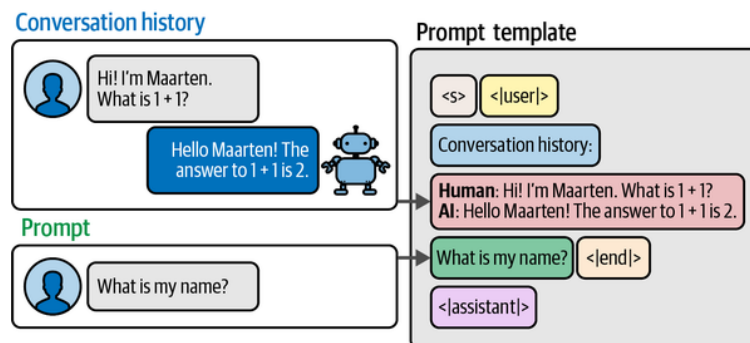 Conversation history
Hi! I'm Maarten.
What is 1 + 1?
Hello Maarten! The
answer to 1 + 1 is 2.
Prompt
What is my name?
Prompt template
<s> <|user|>
Conversation history:
Human: Hi! I'm Maarten. What is 1 + 1?
AI: Hello Maarten! The answer to 1 + 1 is 2.
What is my name? <|end|>
<|assistant|>